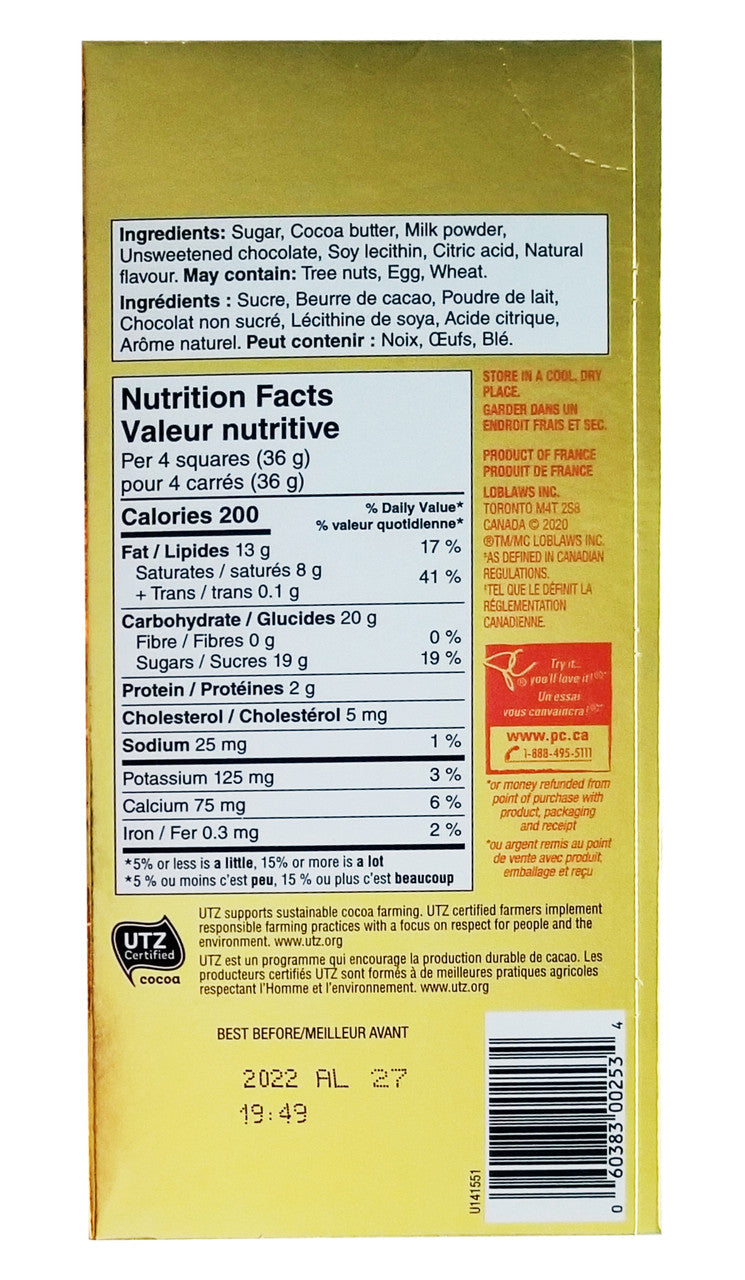 Ingredients: Sugar, Cocoa butter, Milk powder,
Unsweetened chocolate, Soy lecithin, Citric acid, Natural
flavour. May contain: Tree nuts, Egg, Wheat.
Ingrédients : Sucre, Beurre de cacao, Poudre de lait,
Chocolat non sucré, Lécithine de soya, Acide citrique,
Arôme naturel. Peut contenir : Noix, Œufs, Blé.
Nutrition Facts
Valeur nutritive
Per 4 squares (36 g)
pour 4 carrés (36 g)
Calories 200
% Daily Value*
% valeur quotidienne*
Fat / Lipides 13 g 17 %
Saturates / saturés 8 g
+ Trans / trans 0.1 g 41 %
Carbohydrate / Glucides 20 g
Fibre / Fibres 0 g 0 %
Sugars / Sucres 19 g 19 %
Protein / Protéines 2 g
Cholesterol / Cholestérol 5 mg
Sodium 25 mg 1 %
Potassium 125 mg 3 %
Calcium 75 mg 6 %
Iron / Fer 0.3 mg 2 %
*5% or less is a little, 15% or more is a lot
*5 % ou moins c'est peu, 15 % ou plus c'est beaucoup
STORE IN A COOL, DRY
PLACE.
GARDER DANS UN
ENDROIT FRAIS ET SEC.
PRODUCT OF FRANCE
PRODUIT DE FRANCE
LOBLAWS INC.
TORONTO M4T 2S8
CANADA © 2020
®TM/MC LOBLAWS INC.
†AS DEFINED IN CANADIAN
REGULATIONS.
†TEL QUE LE DÉFINIT LA
RÉGLEMENTATION
CANADIENNE.
PC®
Try it...
you'll love it!®*
Un essai
vous convaincra!®*
www.pc.ca
1-888-495-5111
*or money refunded from
point of purchase with
product, packaging
and receipt
*ou argent remis au point
de vente avec produit,
emballage et reçu
UTZ
Certified
cocoa
UTZ supports sustainable cocoa farming. UTZ certified farmers implement
responsible farming practices with a focus on respect for people and the
environment. www.utz.org
UTZ est un programme qui encourage la production durable de cacao. Les
producteurs certifiés UTZ sont formés à de meilleures pratiques agricoles
respectant l'Homme et l'environnement. www.utz.org
BEST BEFORE/MEILLEUR AVANT
2022 AL 27
19:49
U141551
0 60383 00253 4